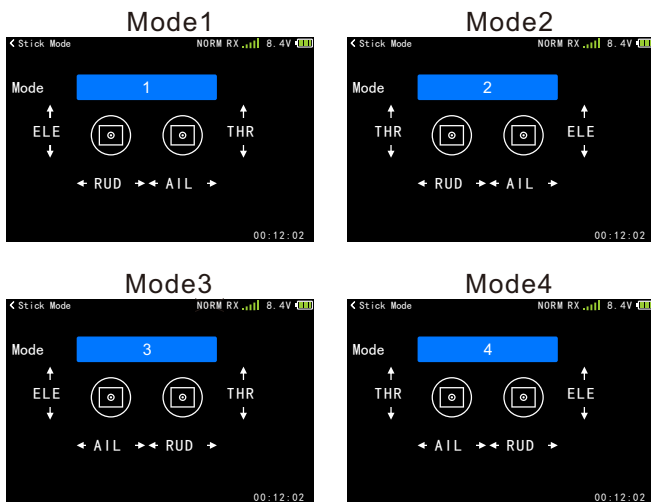 Mode1
Stick Mode NORM RX 8.4V
Mode 1
ELE THR
RUD AIL
00:12:02
Mode2
Stick Mode NORM RX 8.4V
Mode 2
THR ELE
RUD AIL
00:12:02
Mode3
Stick Mode NORM RX 8.4V
Mode 3
ELE THR
AIL RUD
00:12:02
Mode4
Stick Mode NORM RX 8.4V
Mode 4
THR ELE
AIL RUD
00:12:02